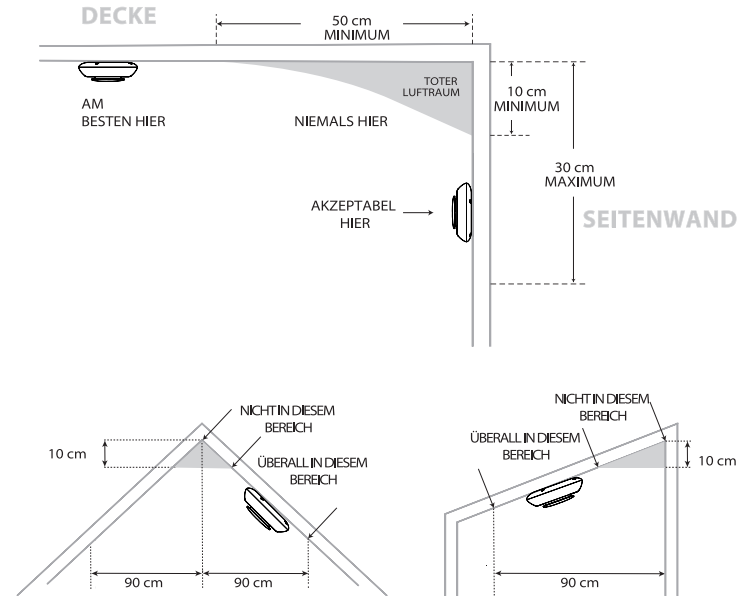 DECKE
50 cm
MINIMUM
TOTER
LUFTRAUM
10 cm
MINIMUM
AM
BESTEN HIER
NIEMALS HIER
30 cm
MAXIMUM
AKZEPTABEL
HIER
SEITENWAND
NICHT IN DIESEM
BEREICH
10 cm
ÜBERALL IN DIESEM
BEREICH
90 cm
90 cm
NICHT IN DIESEM
BEREICH
ÜBERALL IN DIESEM
BEREICH
10 cm
90 cm